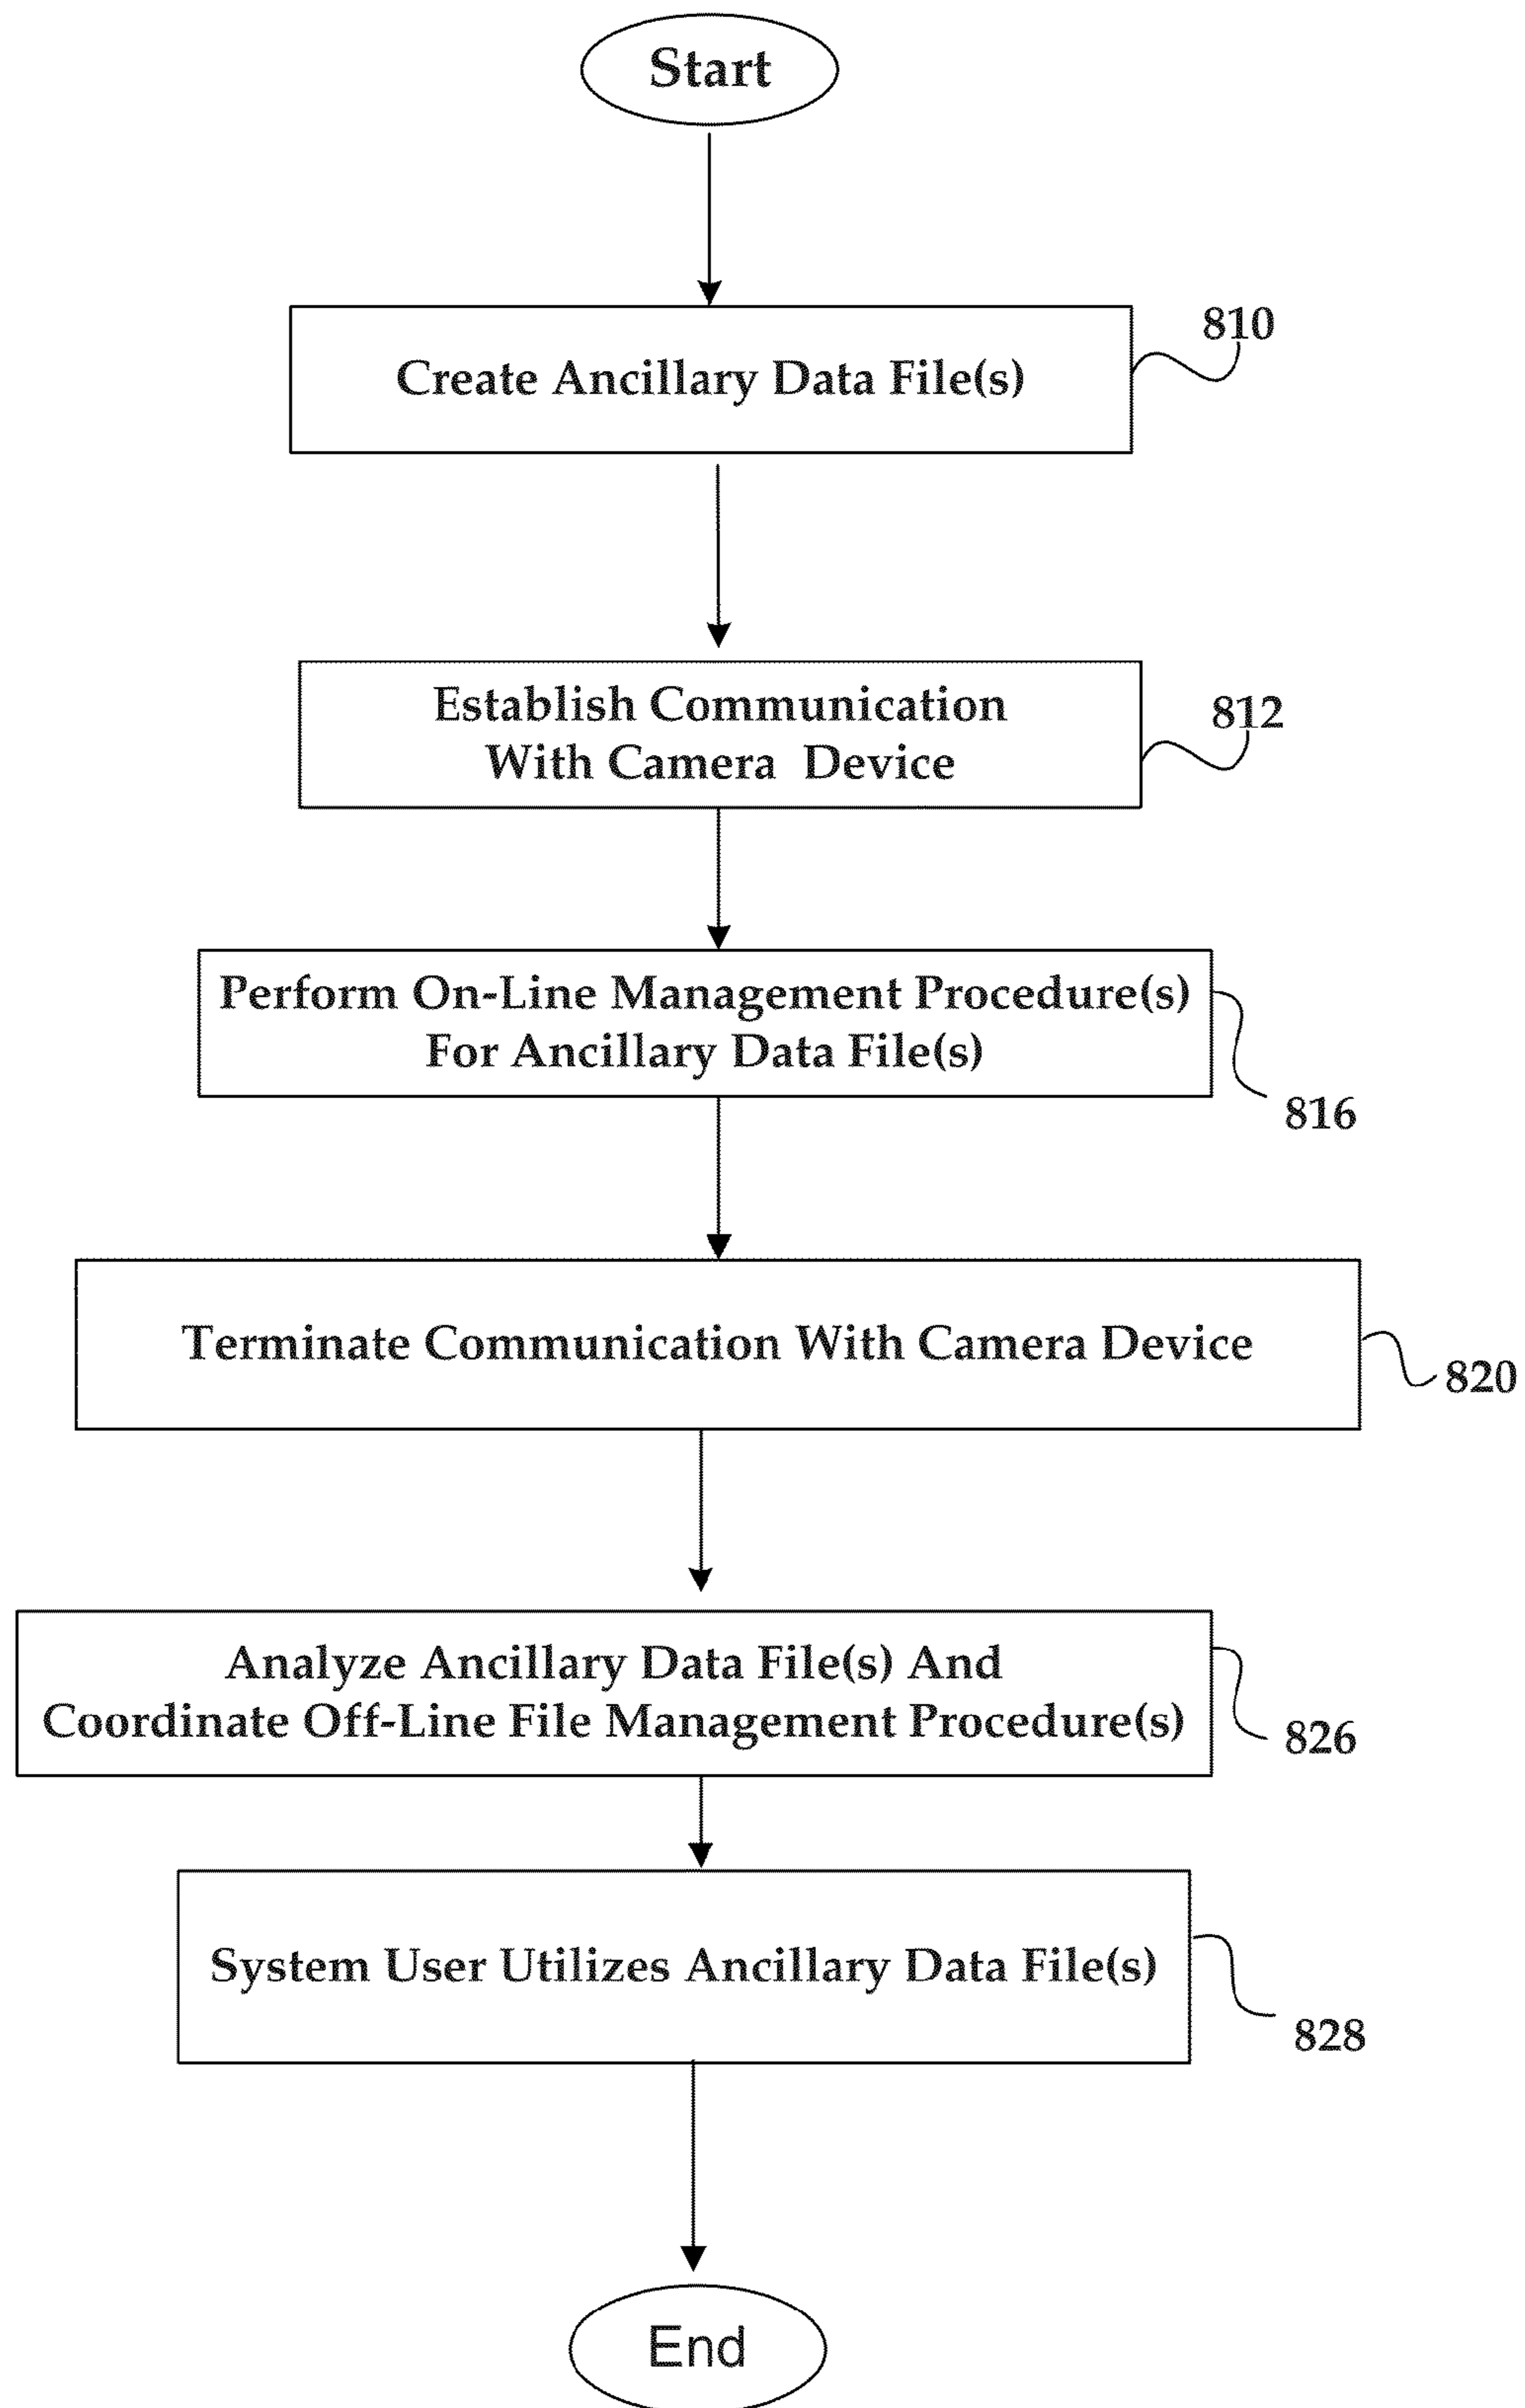 Start
Create Ancillary Data File(s)
810
Establish Communication
With Camera Device
812
Perform On-Line Management Procedure(s)
For Ancillary Data File(s)
816
Terminate Communication With Camera Device
820
Analyze Ancillary Data File(s) And
Coordinate Off-Line File Management Procedure(s)
826
System User Utilizes Ancillary Data File(s)
828
End